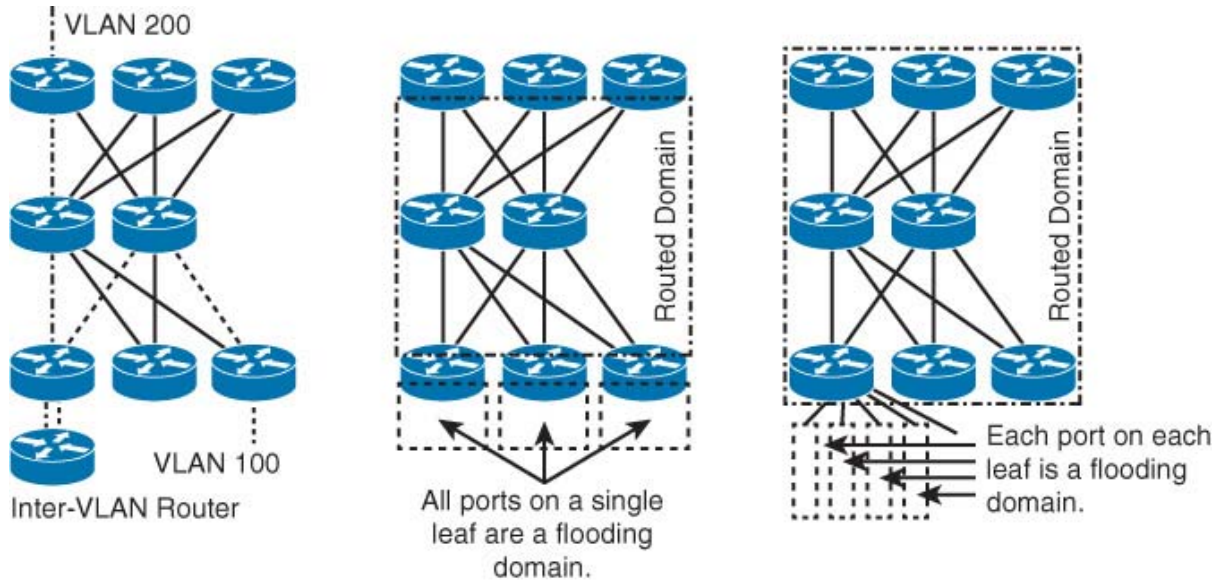 VLAN 200
VLAN 100
Inter-VLAN Router
Routed Domain
All ports on a single
leaf are a flooding
domain.
Routed Domain
Each port on each
leaf is a flooding
domain.